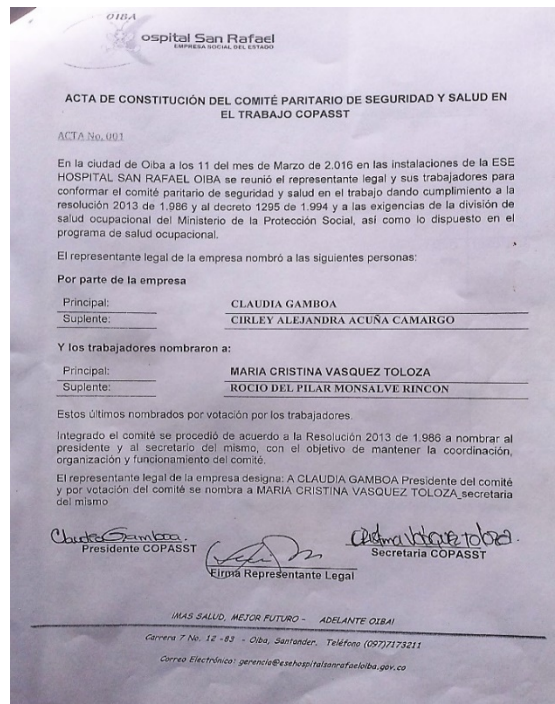 OIBA
ospital San Rafael
EMPRESA SOCIAL DEL ESTADO
ACTA DE CONSTITUCIÓN DEL COMITÉ PARITARIO DE SEGURIDAD Y SALUD EN
EL TRABAJO COPASST
ACTA No. 001
En la ciudad de Oiba a los 11 del mes de Marzo de 2.016 en las instalaciones de la ESE
HOSPITAL SAN RAFAEL OIBA se reunió el representante legal y sus trabajadores para
conformar el comité paritario de seguridad y salud en el trabajo dando cumplimiento a la
resolución 2013 de 1.986 y al decreto 1295 de 1.994 y a las exigencias de la división de
salud ocupacional del Ministerio de la Protección Social, así como lo dispuesto en el
programa de salud ocupacional.
El representante legal de la empresa nombró a las siguientes personas:
Por parte de la empresa
Principal: CLAUDIA GAMBOA
Suplente: CIRLEY ALEJANDRA ACUÑA CAMARGO
Y los trabajadores nombraron a:
Principal: MARIA CRISTINA VASQUEZ TOLOZA
Suplente: ROCIO DEL PILAR MONSALVE RINCON
Estos últimos nombrados por votación por los trabajadores.
Integrado el comité se procedió de acuerdo a la Resolución 2013 de 1.986 a nombrar al
presidente y al secretario del mismo, con el objetivo de mantener la coordinación,
organización y funcionamiento del comité.
El representante legal de la empresa designa: A CLAUDIA GAMBOA Presidente del comité
y por votación del comité se nombra a MARIA CRISTINA VASQUEZ TOLOZA secretaria
del mismo
Claudia Gamboa. Cristina Vasquez Toloza.
Presidente COPASST Secretaria COPASST
Firma Representante Legal
¡MAS SALUD, MEJOR FUTURO - ADELANTE OIBA!
Carrera 7 No. 12 -83 - Oiba, Santander. Teléfono (097)7173211
Correo Electrónico: gerencia@esehospitalsanrafaeloiba.gov.co